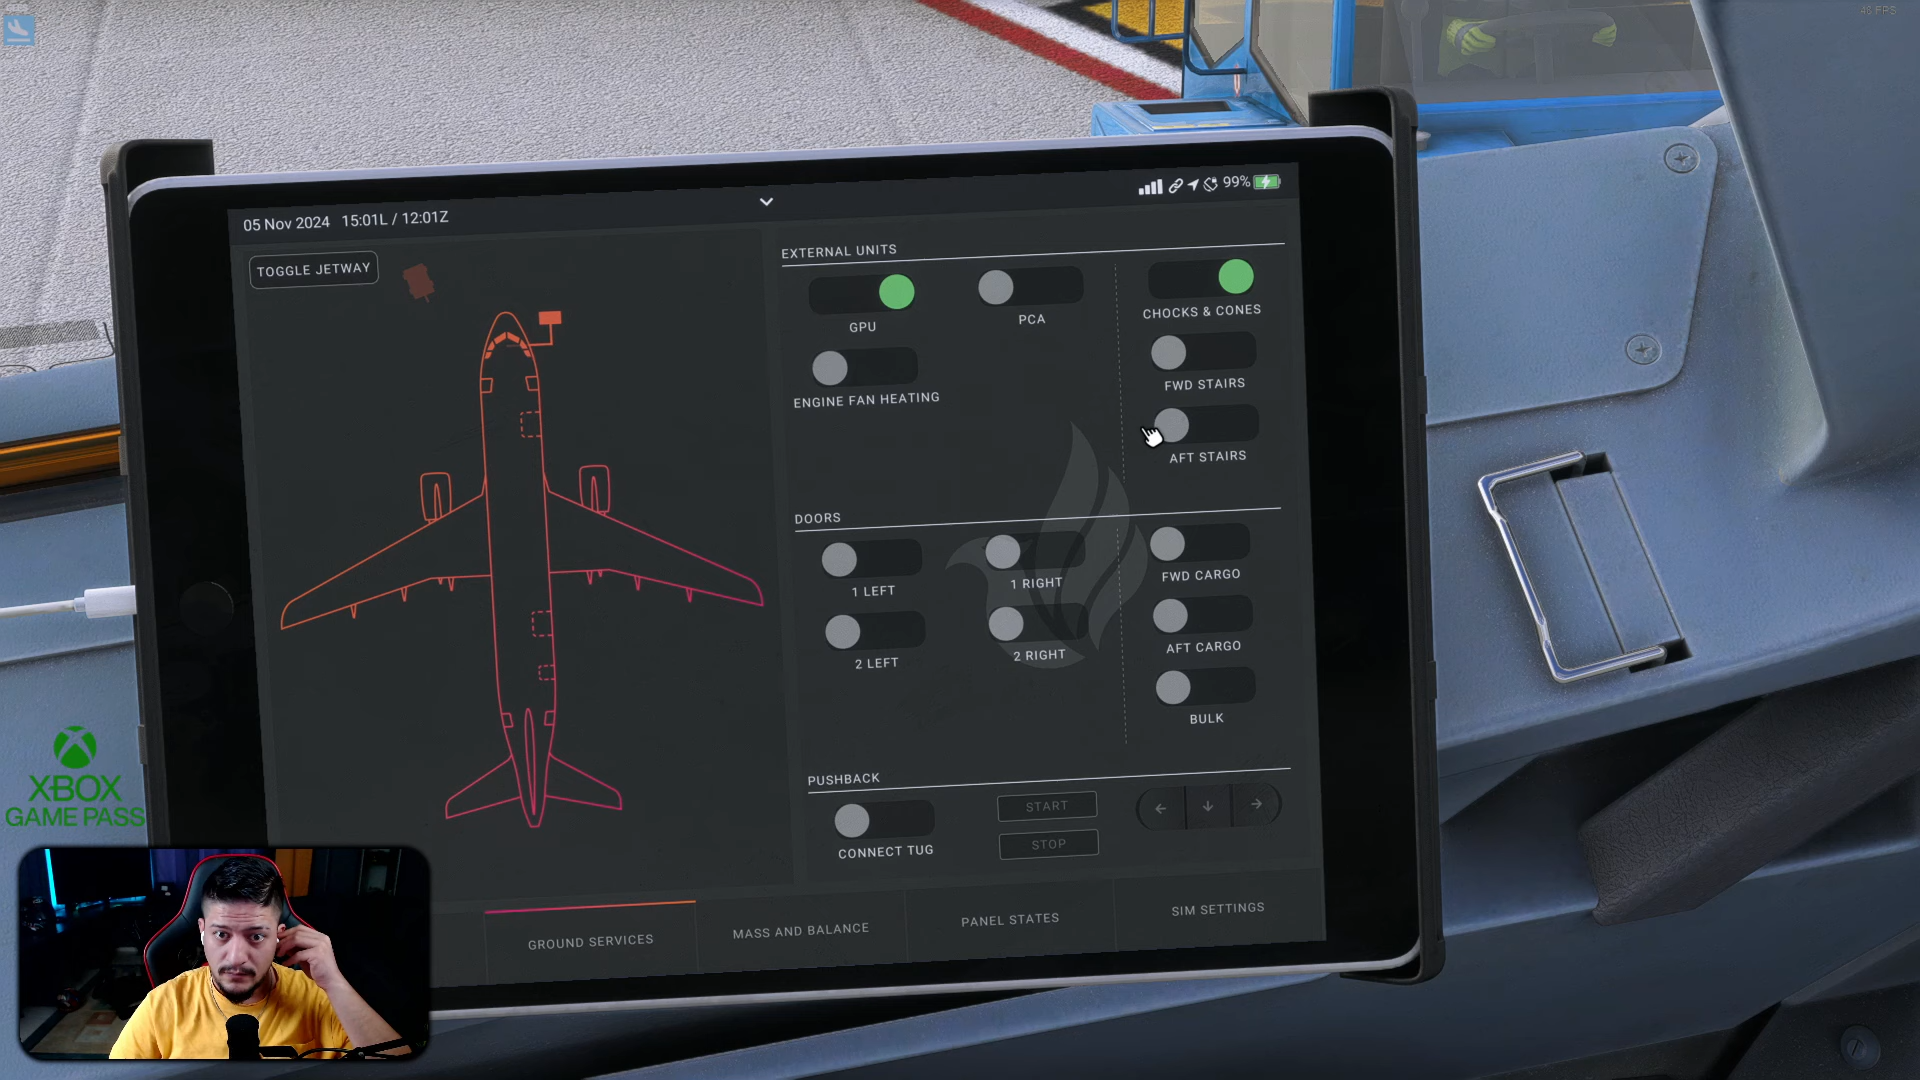 46 FPS
05 Nov 2024 15:01L / 12:01Z
99%
TOGGLE JETWAY
EXTERNAL UNITS
GPU
PCA
CHOCKS & CONES
ENGINE FAN HEATING
FWD STAIRS
AFT STAIRS
DOORS
1 LEFT
1 RIGHT
FWD CARGO
2 LEFT
2 RIGHT
AFT CARGO
BULK
PUSHBACK
CONNECT TUG
START
STOP
GROUND SERVICES
MASS AND BALANCE
PANEL STATES
SIM SETTINGS
XBOX
GAME PASS